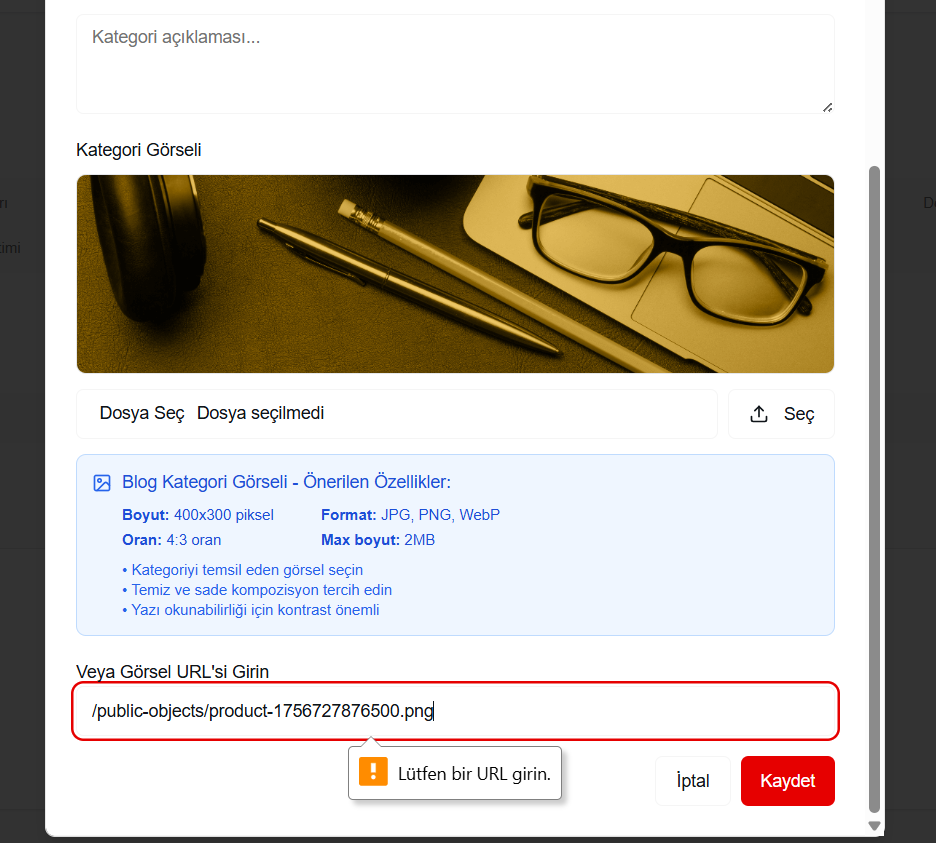 Kategori açıklaması...
Kategori Görseli
Dosya Seç Dosya seçilmedi
Seç
Blog Kategori Görseli - Önerilen Özellikler:
Boyut: 400x300 piksel Format: JPG, PNG, WebP
Oran: 4:3 oran Max boyut: 2MB
• Kategoriyi temsil eden görsel seçin
• Temiz ve sade kompozisyon tercih edin
• Yazı okunabilirliği için kontrast önemli
Veya Görsel URL'si Girin
/public-objects/product-1756727876500.png
Lütfen bir URL girin.
İptal
Kaydet